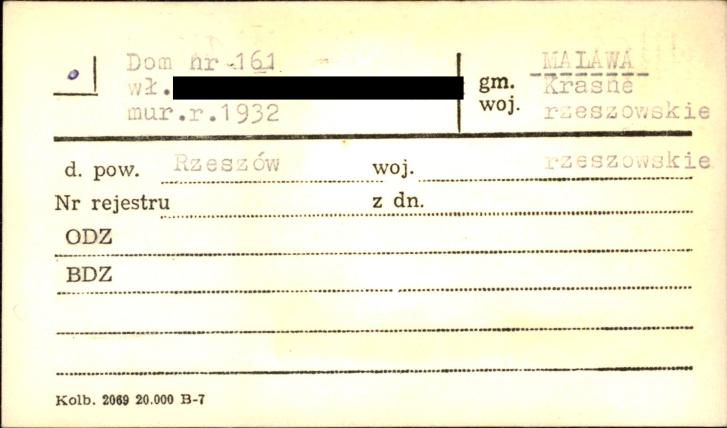 Dom nr 161
MALAWA
wł.
gm. Krasne
mur.r.1932
woj. rzeszowskie
d. pow. Rzeszów woj. rzeszowskie
Nr rejestru z dn.
ODZ
BDZ
Kolb. 2069 20.000 B-7